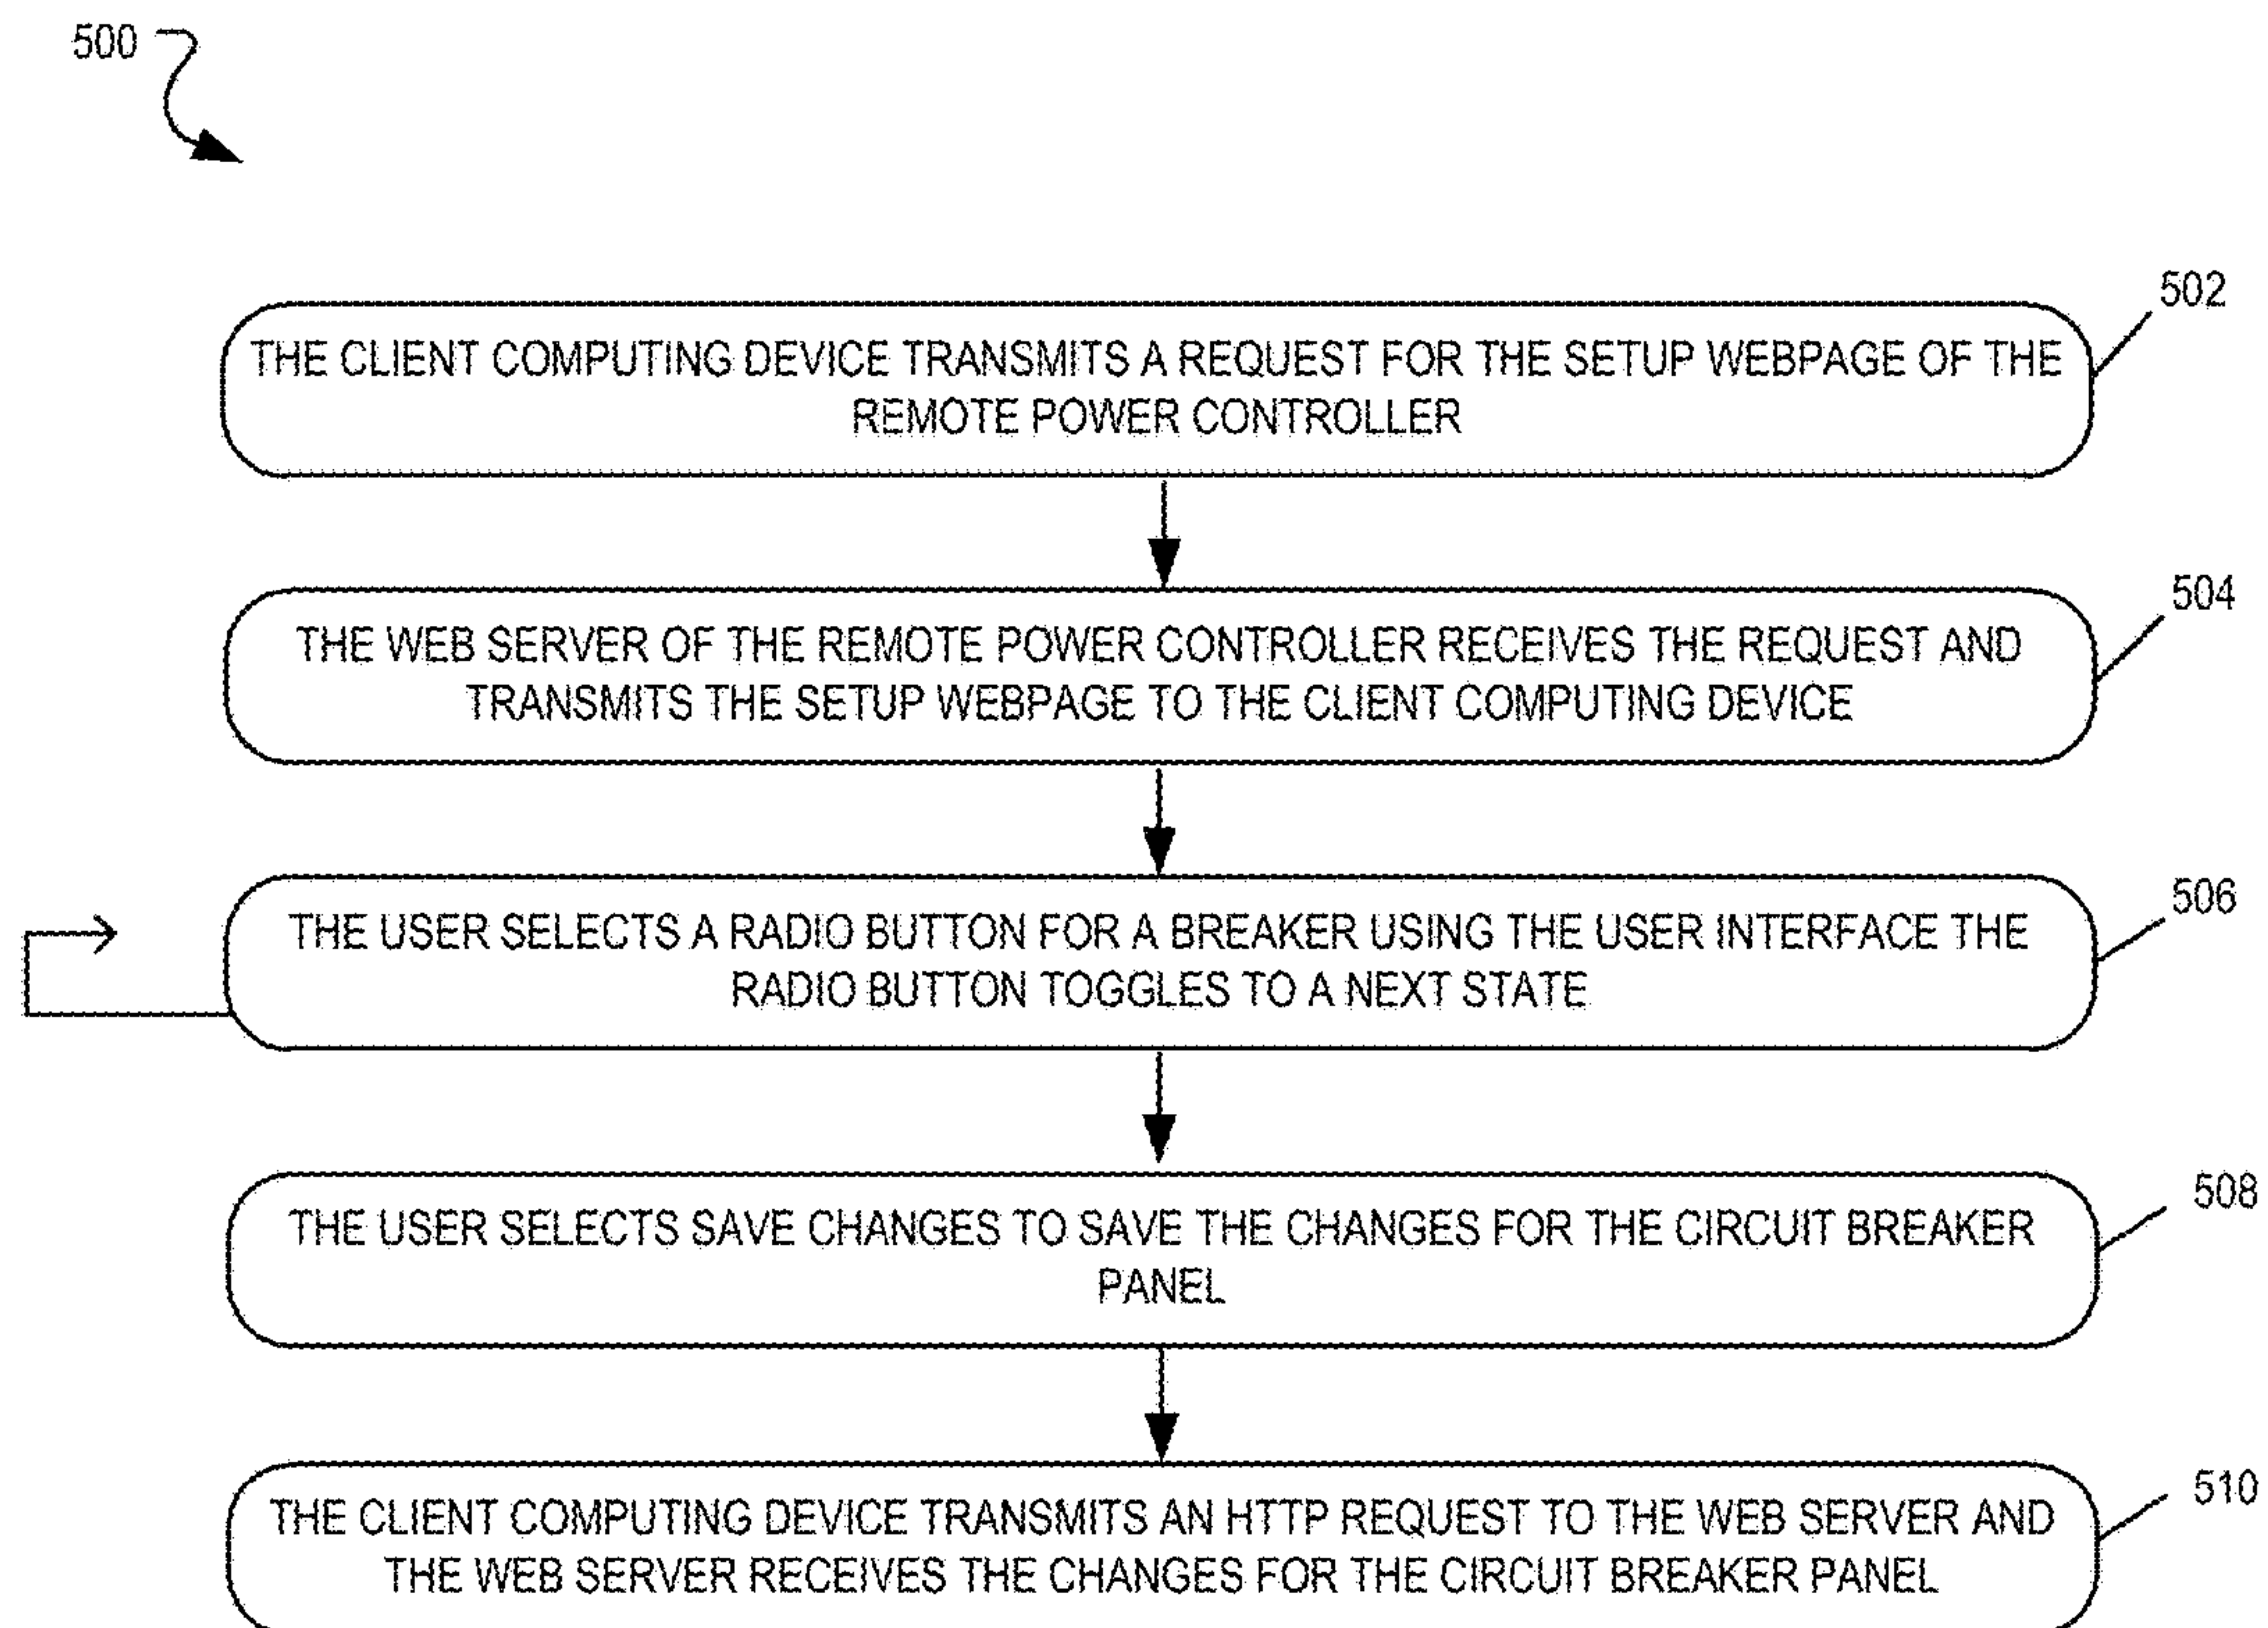 500
502
THE CLIENT COMPUTING DEVICE TRANSMITS A REQUEST FOR THE SETUP WEBPAGE OF THE
REMOTE POWER CONTROLLER
504
THE WEB SERVER OF THE REMOTE POWER CONTROLLER RECEIVES THE REQUEST AND
TRANSMITS THE SETUP WEBPAGE TO THE CLIENT COMPUTING DEVICE
506
THE USER SELECTS A RADIO BUTTON FOR A BREAKER USING THE USER INTERFACE THE
RADIO BUTTON TOGGLES TO A NEXT STATE
508
THE USER SELECTS SAVE CHANGES TO SAVE THE CHANGES FOR THE CIRCUIT BREAKER
PANEL
510
THE CLIENT COMPUTING DEVICE TRANSMITS AN HTTP REQUEST TO THE WEB SERVER AND
THE WEB SERVER RECEIVES THE CHANGES FOR THE CIRCUIT BREAKER PANEL